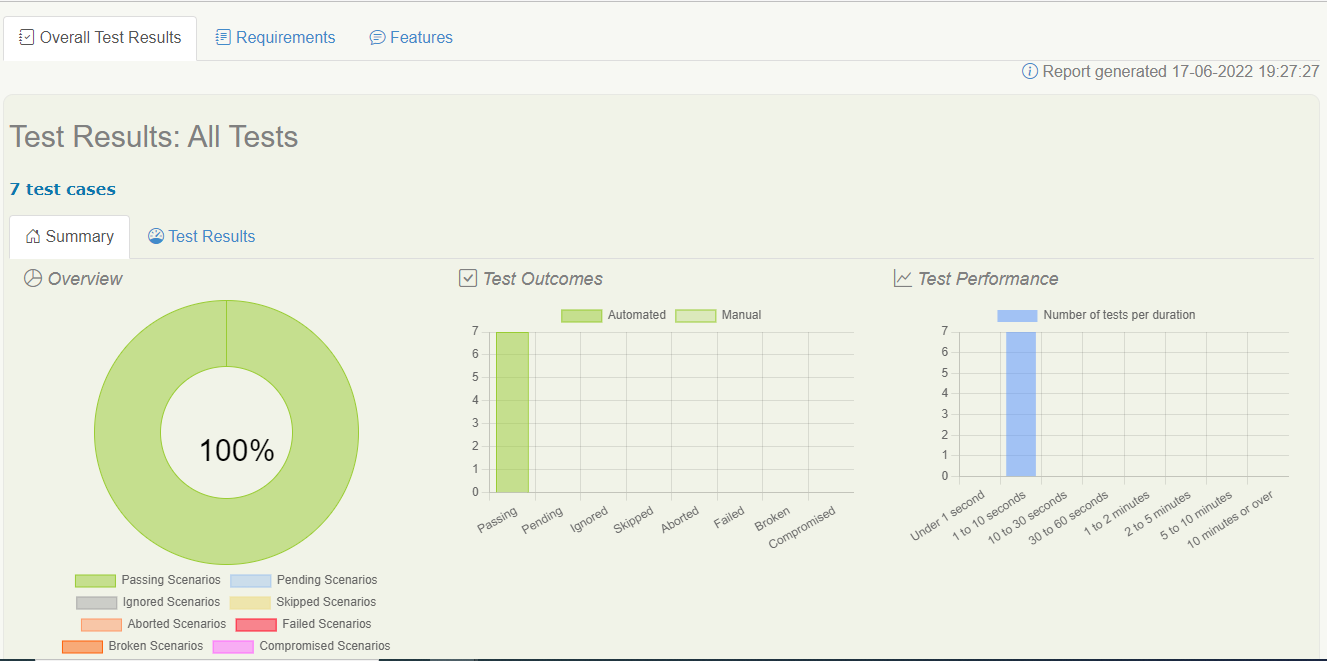 Overall Test Results Requirements Features
Report generated 17-06-2022 19:27:27
Test Results: All Tests
7 test cases
Summary Test Results
Overview
100%
Passing Scenarios Pending Scenarios
Ignored Scenarios Skipped Scenarios
Aborted Scenarios Failed Scenarios
Broken Scenarios Compromised Scenarios
Test Outcomes
Automated Manual
7
6
5
4
3
2
1
0
Passing Pending Ignored Skipped Aborted Failed Broken Compromised
Test Performance
Number of tests per duration
7
6
5
4
3
2
1
0
Under 1 second 1 to 10 seconds 10 to 30 seconds 30 to 60 seconds 1 to 2 minutes 2 to 5 minutes 5 to 10 minutes 10 minutes or over